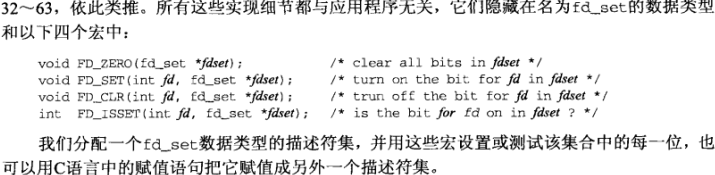 32～63，依此类推。所有这些实现细节都与应用程序无关，它们隐藏在名为fd_set的数据类型
和以下四个宏中：
void FD_ZERO(fd_set *fdset); /* clear all bits in fdset */
void FD_SET(int fd, fd_set *fdset); /* turn on the bit for fd in fdset */
void FD_CLR(int fd, fd_set *fdset); /* trun off the bit for fd in fdset */
int FD_ISSET(int fd, fd_set *fdset); /* is the bit for fd on in fdset ? */
我们分配一个fd_set数据类型的描述符集，并用这些宏设置或测试该集合中的每一位，也
可以用C语言中的赋值语句把它赋值成另外一个描述符集。